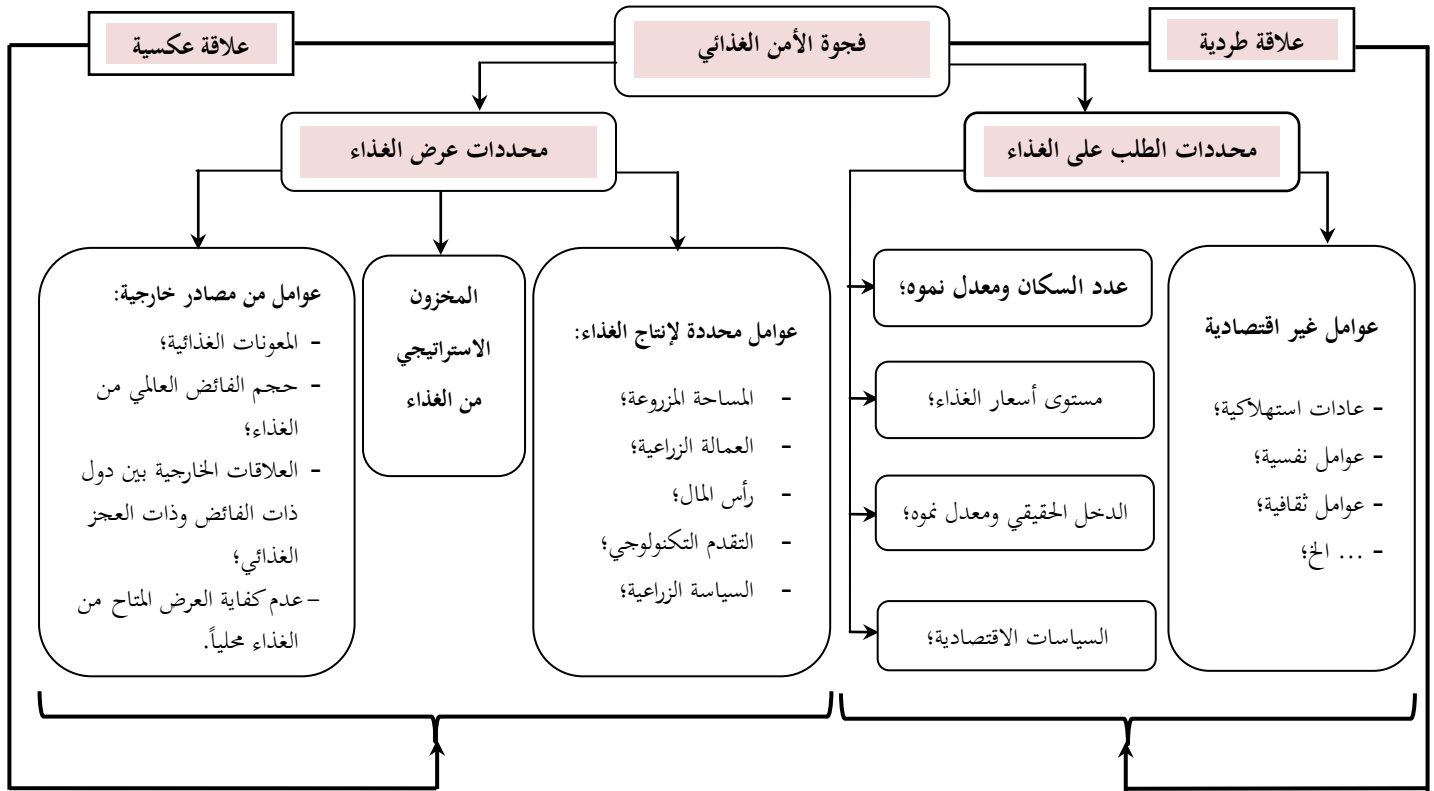 علاقة طردية
فجوة الأمن الغذائي
علاقة عكسية
محددات الطلب على الغذاء
محددات عرض الغذاء
عوامل غير اقتصادية
- عادات استهلاكية؛
- عوامل نفسية؛
- عوامل ثقافية؛
- ... الخ؛
عدد السكان ومعدل نموه؛
مستوى أسعار الغذاء؛
الدخل الحقيقي ومعدل نموه؛
السياسات الاقتصادية؛
عوامل محددة لإنتاج الغذاء:
- المساحة المزروعة؛
- العمالة الزراعية؛
- رأس المال؛
- التقدم التكنولوجي؛
- السياسة الزراعية؛
المخزون
الاستراتيجي
من الغذاء
عوامل من مصادر خارجية:
- المعونات الغذائية؛
- حجم الفائض العالمي من
الغذاء؛
- العلاقات الخارجية بين دول
ذات الفائض وذات العجز
الغذائي؛
- عدم كفاية العرض المتاح من
الغذاء محلياً.